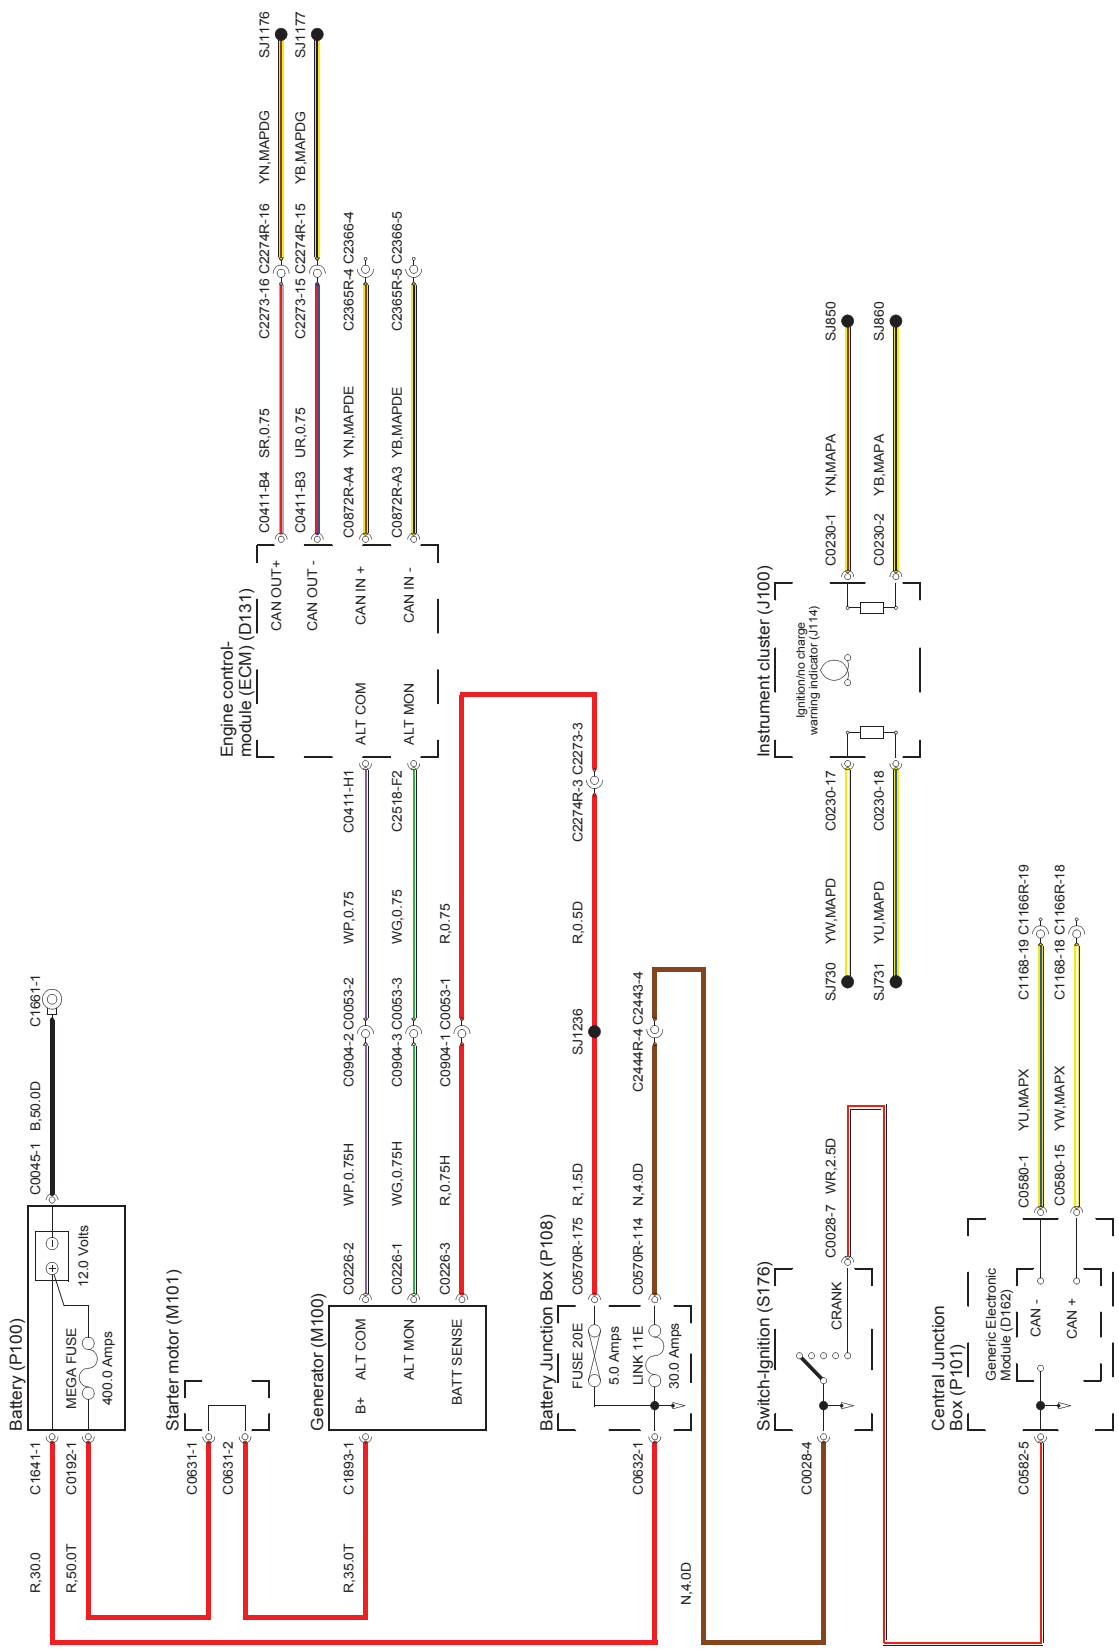 Battery (P100)
MEGA FUSE
400.0 Amps
12.0 Volts
C1641-1
R,30.0
C0192-1
R,50.0T
C0045-1
B,50.0D
C1661-1
Starter motor (M101)
C0631-1
C0631-2
Generator (M100)
B+
ALT COM
ALT MON
BATT SENSE
C1893-1
R,35.0T
C0226-2
WP,0.75H
C0904-2
C0053-2
WP,0.75
C0411-H1
C0226-1
WG,0.75H
C0904-3
C0053-3
WG,0.75
C2518-F2
C0226-3
R,0.75H
C0904-1
C0053-1
R,0.75
Engine control-
module (ECM) (D131)
ALT COM
ALT MON
CAN OUT+
CAN OUT -
CAN IN +
CAN IN -
C0411-B4
SR,0.75
C2273-16
C2274R-16
YN,MAPDG
SJ1176
C0411-B3
UR,0.75
C2273-15
C2274R-15
YB,MAPDG
SJ1177
C0872R-A4
YN,MAPDE
C2365R-4
C2366-4
C0872R-A3
YB,MAPDE
C2365R-5
C2366-5
Battery Junction Box (P108)
FUSE 20E
5.0 Amps
LINK 11E
30.0 Amps
C0632-1
C0570R-175
R,1.5D
SJ1236
R,0.5D
C2274R-3
C2273-3
C0570R-114
N,4.0D
C2444R-4
C2443-4
N,4.0D
Switch-Ignition (S176)
CRANK
C0028-4
C0028-7
WR,2.5D
Instrument cluster (J100)
Ignition/no charge
warning indicator (J114)
SJ730
YW,MAPD
C0230-17
SJ731
YU,MAPD
C0230-18
C0230-1
YN,MAPA
SJ850
C0230-2
YB,MAPA
SJ860
Central Junction
Box (P101)
Generic Electronic
Module (D162)
CAN -
CAN +
C0582-5
C0580-1
YU,MAPX
C1168-19
C1166R-19
C0580-15
YW,MAPX
C1168-18
C1166R-18